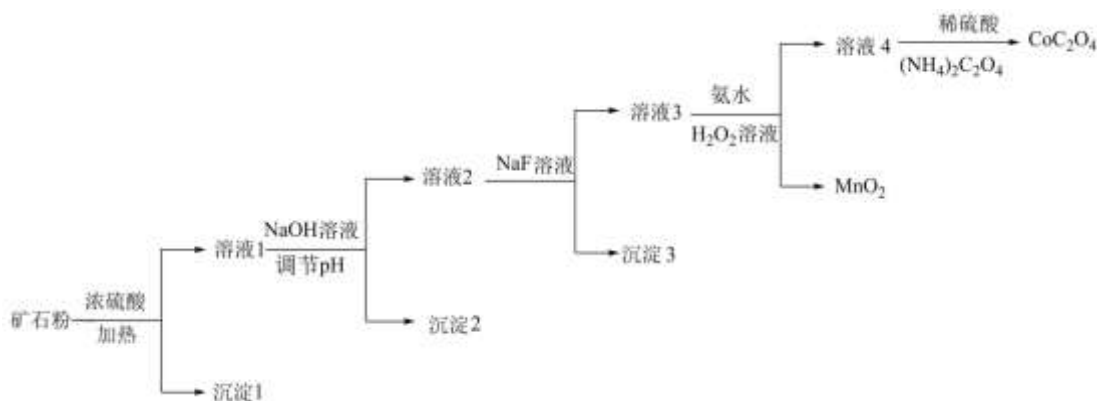 稀硫酸
溶液 4
CoC₂O₄
(NH₄)₂C₂O₄
氨水
溶液3
H₂O₂溶液
NaF溶液
溶液2
MnO₂
NaOH溶液
溶液1
调节pH
沉淀 3
浓硫酸
矿石粉
加热
沉淀2
沉淀1